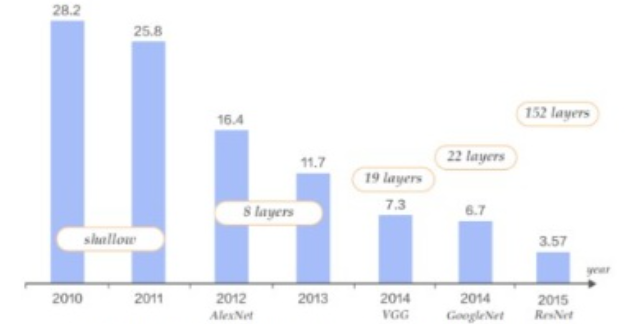 28.2
25.8
16.4
11.7
7.3
6.7
3.57
152 layers
22 layers
19 layers
8 layers
shallow
year
2010 2011 2012 2013 2014 2014 2015
AlexNet VGG GoogleNet ResNet